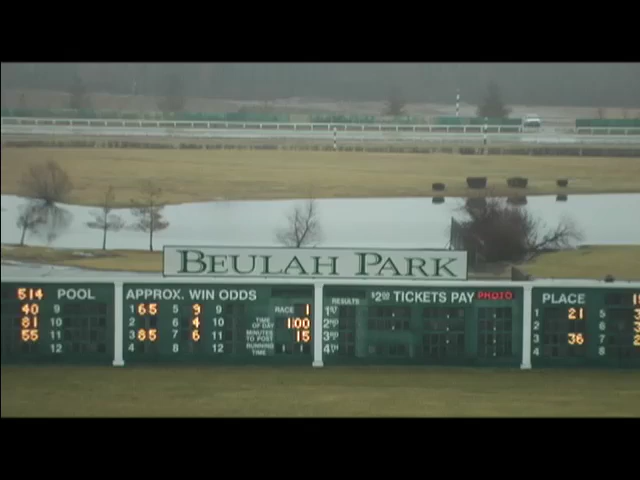 BEULAH PARK
514 POOL
APPROX. WIN ODDS
$2.00 TICKETS PAY PHOTO
PLACE
40 9
81 10
55 11
12
1 65 5 9 9
2 6 4 10
3 85 7 6 11
4 8 12
RACE 1
TIME OF DAY 1 00
MINUTES TO POST 15
RUNNING TIME
RESULTS
1ST
2ND
3RD
4TH
1 21 5
2 6
3 36 7
4 8